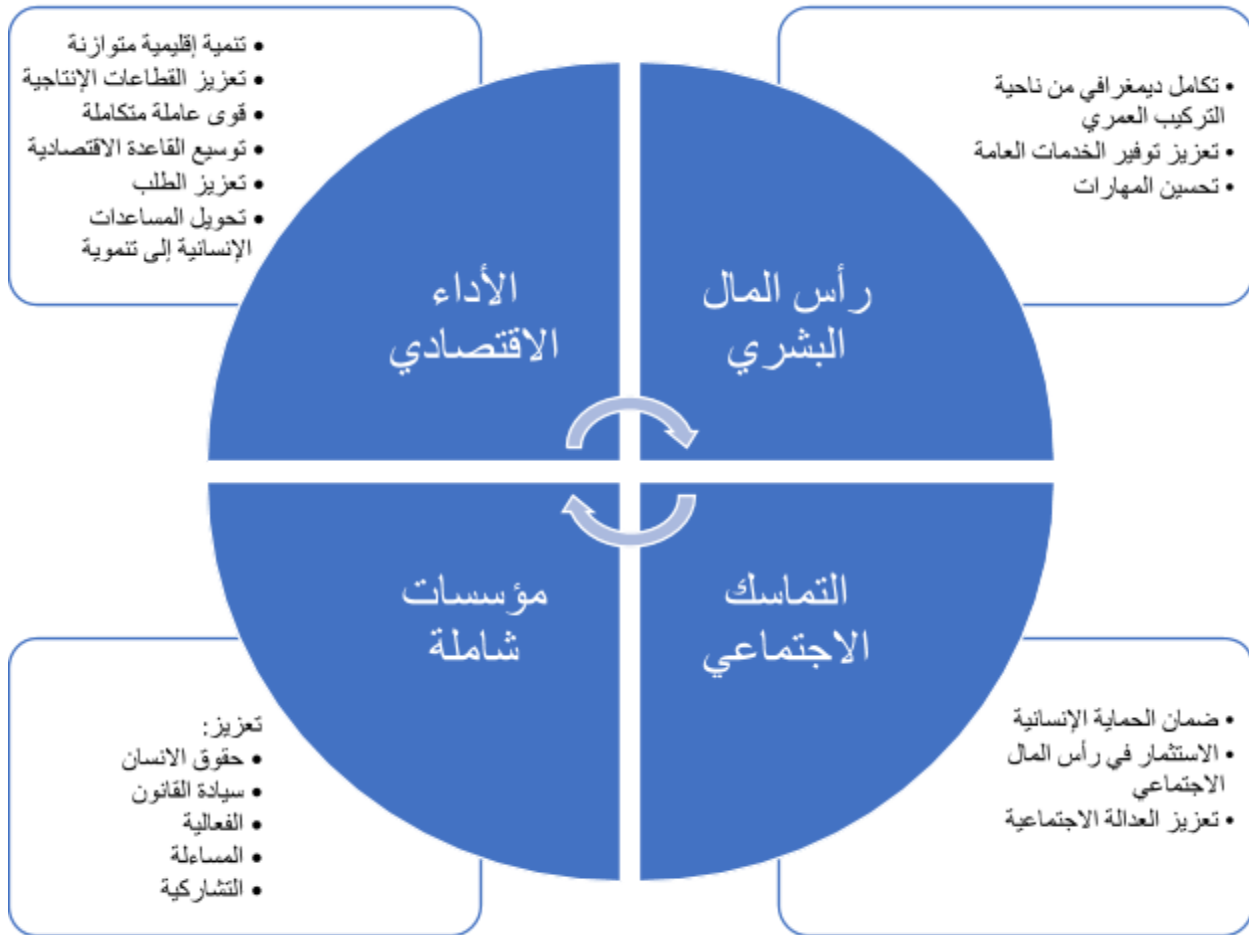 تكامل ديمغرافي من ناحية
التركيب العمري
تعزيز توفير الخدمات العامة
تحسين المهارات
رأس المال
البشري
تنمية إقليمية متوازنة
تعزيز القطاعات الإنتاجية
قوى عاملة متكاملة
توسيع القاعدة الاقتصادية
تعزيز الطلب
تحويل المساعدات
الإنسانية إلى تنموية
الأداء
الاقتصادي
التماسك
الاجتماعي
ضمان الحماية الإنسانية
الاستثمار في رأس المال
الاجتماعي
تعزيز العدالة الاجتماعية
مؤسسات
شاملة
تعزيز:
حقوق الانسان
سيادة القانون
الفعالية
المساءلة
التشاركية